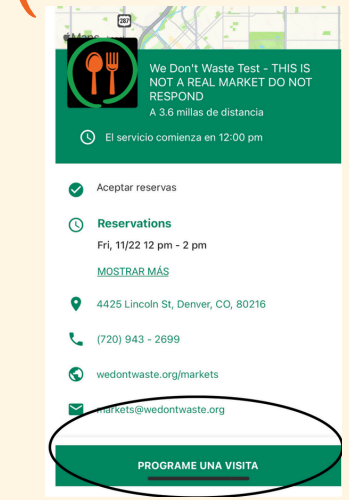 287
Maps
We Don't Waste Test - THIS IS
NOT A REAL MARKET DO NOT
RESPOND
A 3.6 millas de distancia
El servicio comienza en 12:00 pm
Aceptar reservas
Reservations
Fri, 11/22 12 pm - 2 pm
MOSTRAR MÁS
4425 Lincoln St, Denver, CO, 80216
(720) 943 - 2699
wedontwaste.org/markets
markets@wedontwaste.org
PROGRAME UNA VISITA